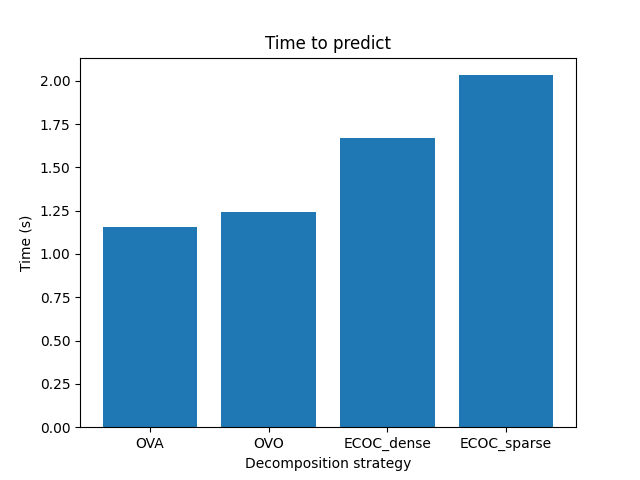 Time to predict
2.00
1.75
1.50
1.25
1.00
0.75
0.50
0.25
0.00
Time (s)
OVA OVO ECOC_dense ECOC_sparse
Decomposition strategy